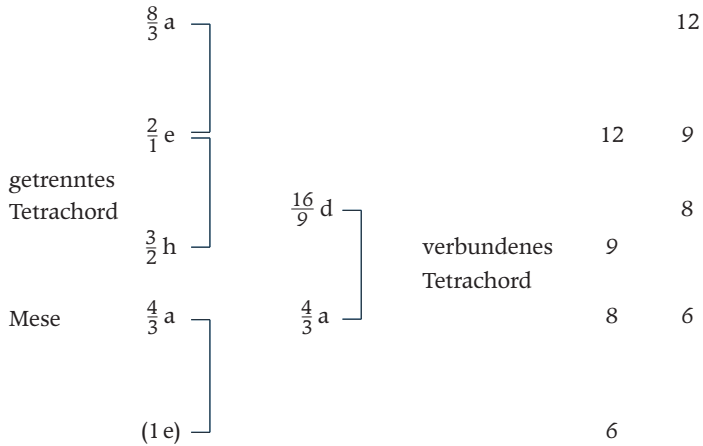 8/3 a 12
2/1 e 12 9
getrenntes
Tetrachord 16/9 d 8
3/2 h verbundenes 9
Tetrachord
Mese 4/3 a 4/3 a 8 6
(1 e) 6